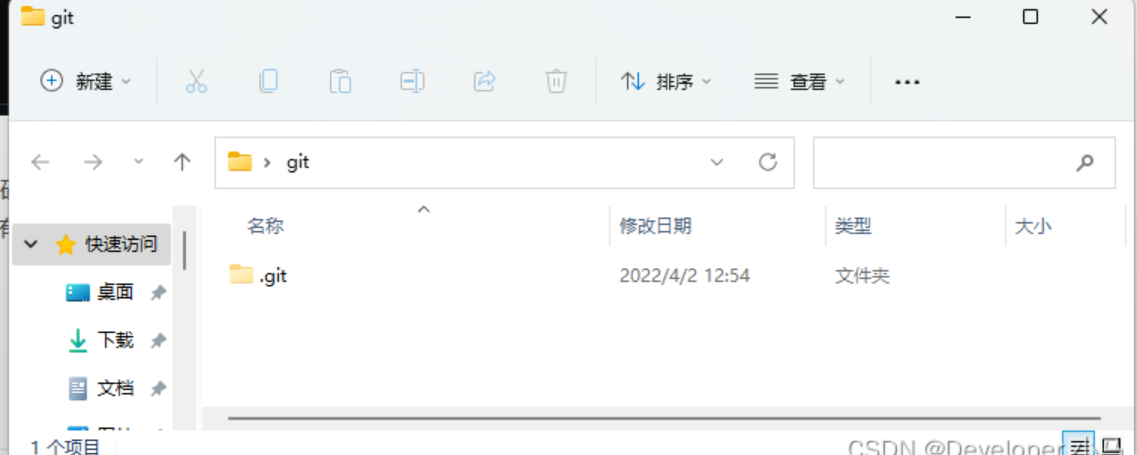 git
新建
排序
查看
git
名称
修改日期
类型
大小
快速访问
.git
2022/4/2 12:54
文件夹
桌面
下载
文档
1 个项目
CSDN @Developer